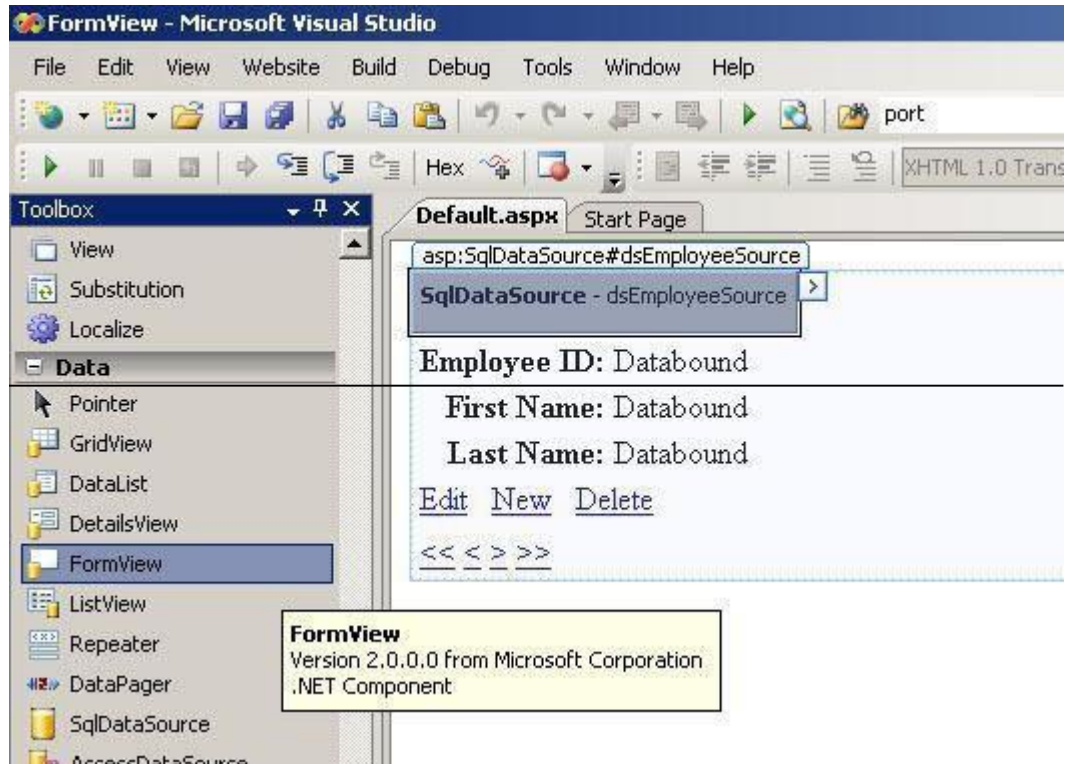 FormView - Microsoft Visual Studio
File Edit View Website Build Debug Tools Window Help
port
Hex XHTML 1.0 Trans
Toolbox
Default.aspx Start Page
View
Substitution
Localize
Data
Pointer
GridView
DataList
DetailsView
FormView
ListView
Repeater
DataPager
SqlDataSource
AccessDataSource
asp:SqlDataSource#dsEmployeeSource
SqlDataSource - dsEmployeeSource >
Employee ID: Databound
First Name: Databound
Last Name: Databound
Edit New Delete
<< < > >>
FormView
Version 2.0.0.0 from Microsoft Corporation
.NET Component